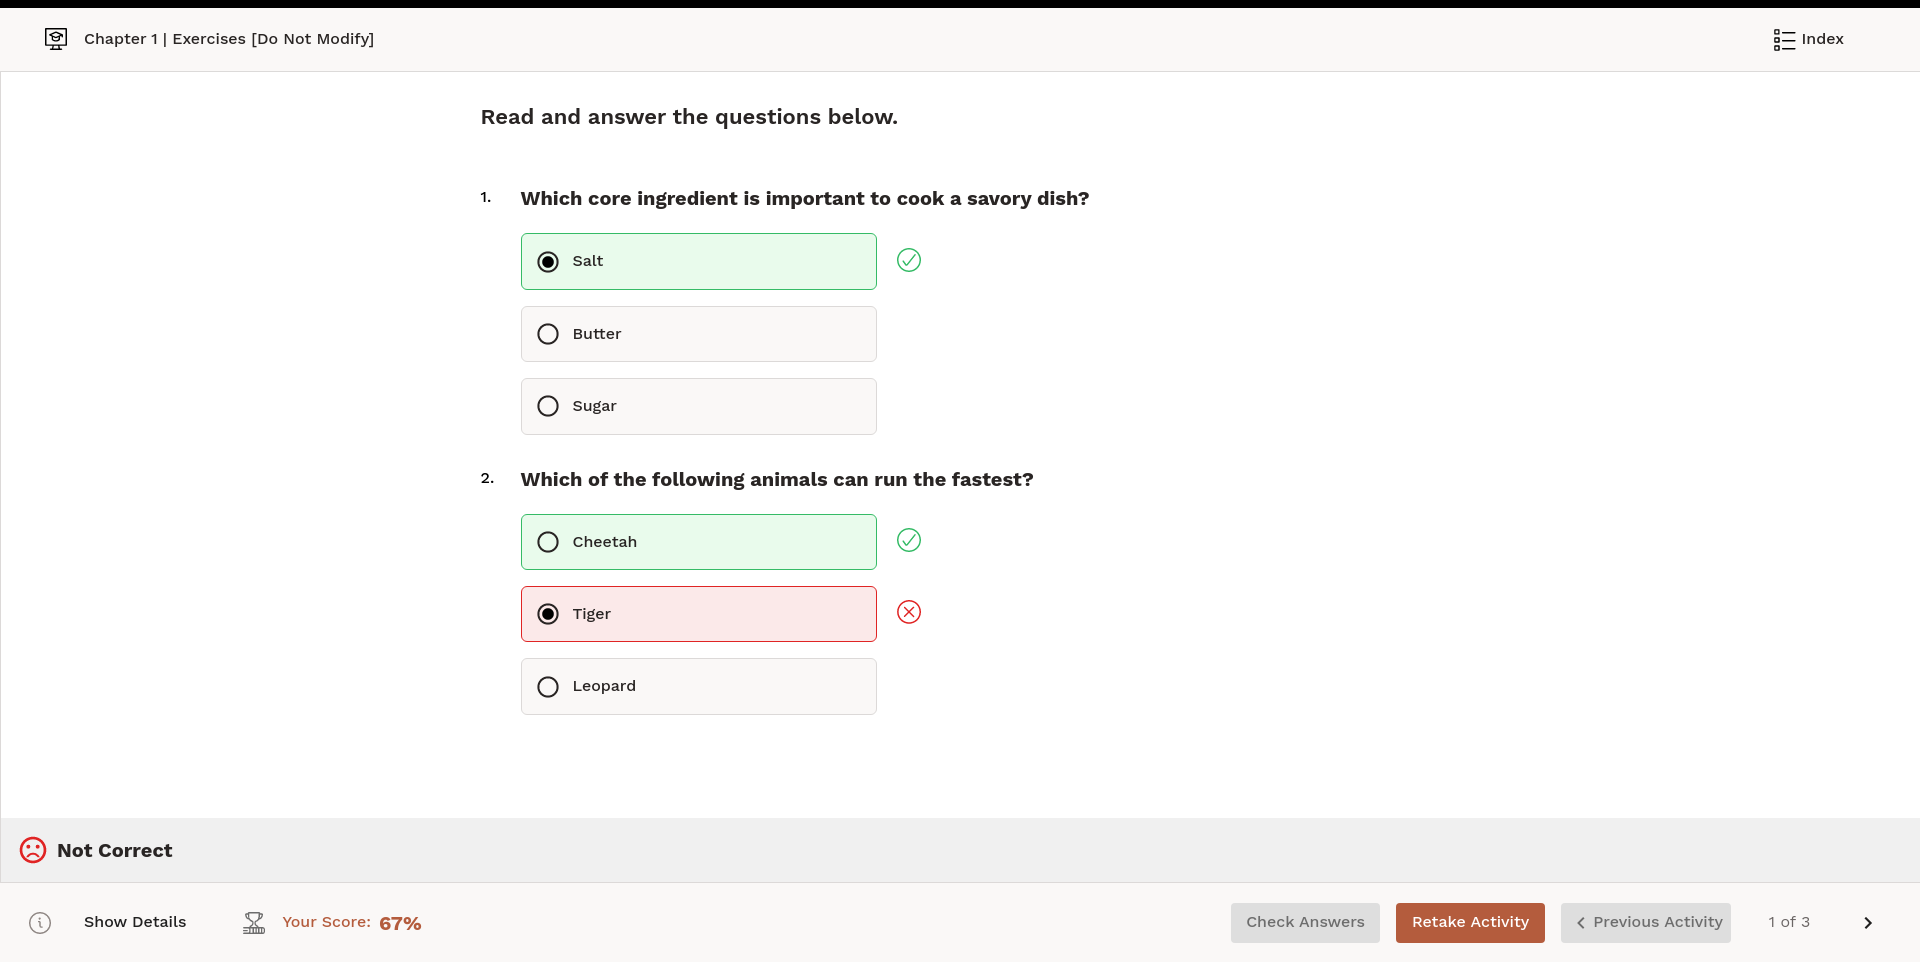 Chapter 1 | Exercises [Do Not Modify]
Index
Read and answer the questions below.
1. Which core ingredient is important to cook a savory dish?
Salt
Butter
Sugar
2. Which of the following animals can run the fastest?
Cheetah
Tiger
Leopard
Not Correct
Show Details
Your Score: 67%
Check Answers
Retake Activity
Previous Activity
1 of 3